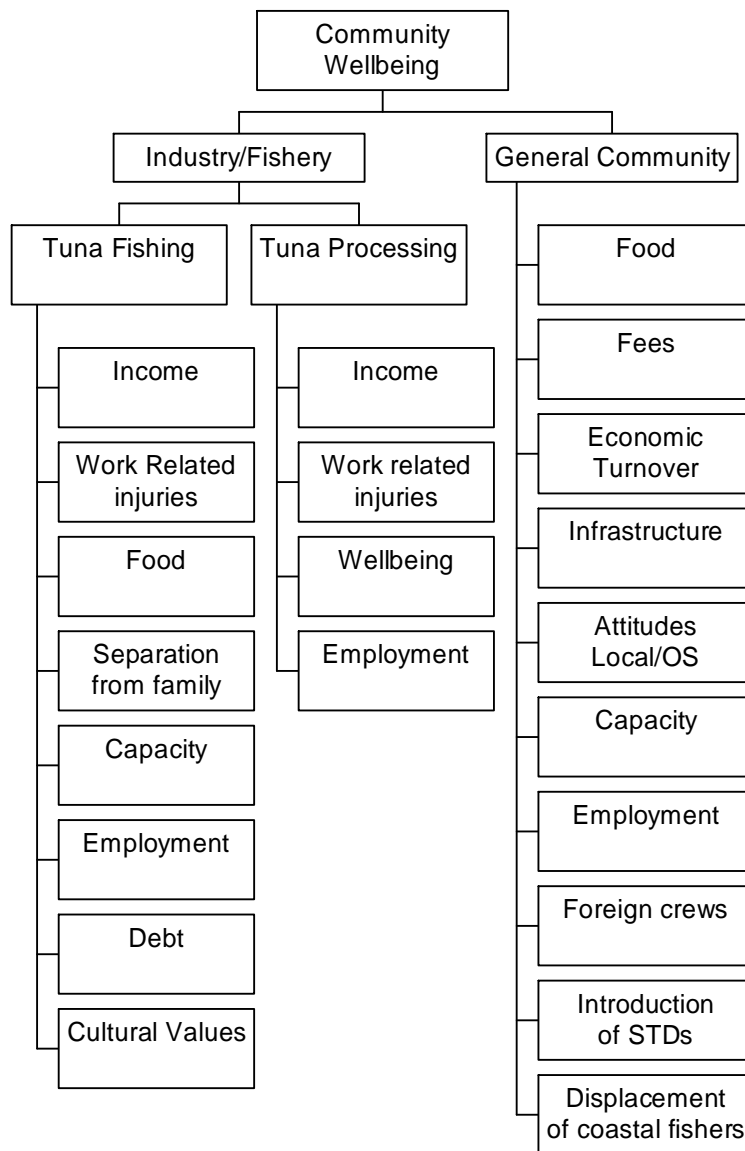 Community
Wellbeing
Industry/Fishery
General Community
Tuna Fishing
Tuna Processing
Income
Work Related
injuries
Food
Separation
from family
Capacity
Employment
Debt
Cultural Values
Income
Work related
injuries
Wellbeing
Employment
Food
Fees
Economic
Turnover
Infrastructure
Attitudes
Local/OS
Capacity
Employment
Foreign crews
Introduction
of STDs
Displacement
of coastal fishers